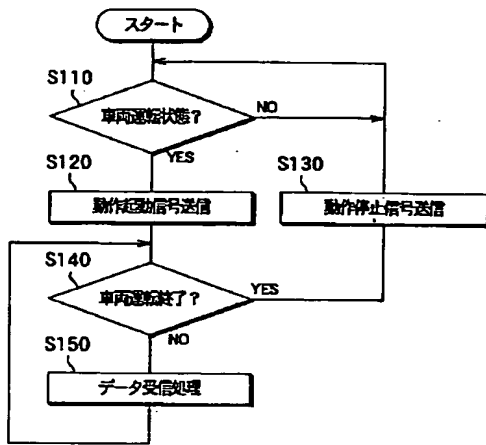 スタート
S110
車両運転状態?
NO
YES
S120
動作起動信号送信
S130
動作停止信号送信
S140
車両運転終了?
YES
NO
S150
データ受信処理